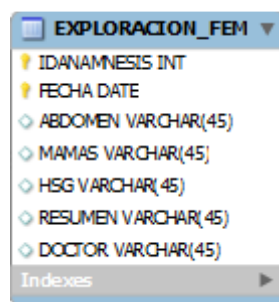 EXPLORACION_FEM
IDANAMNESIS INT
FECHA DATE
ABDOMEN VARCHAR(45)
MAMAS VARCHAR(45)
HSG VARCHAR(45)
RESUMEN VARCHAR(45)
DOCTOR VARCHAR(45)
Indexes